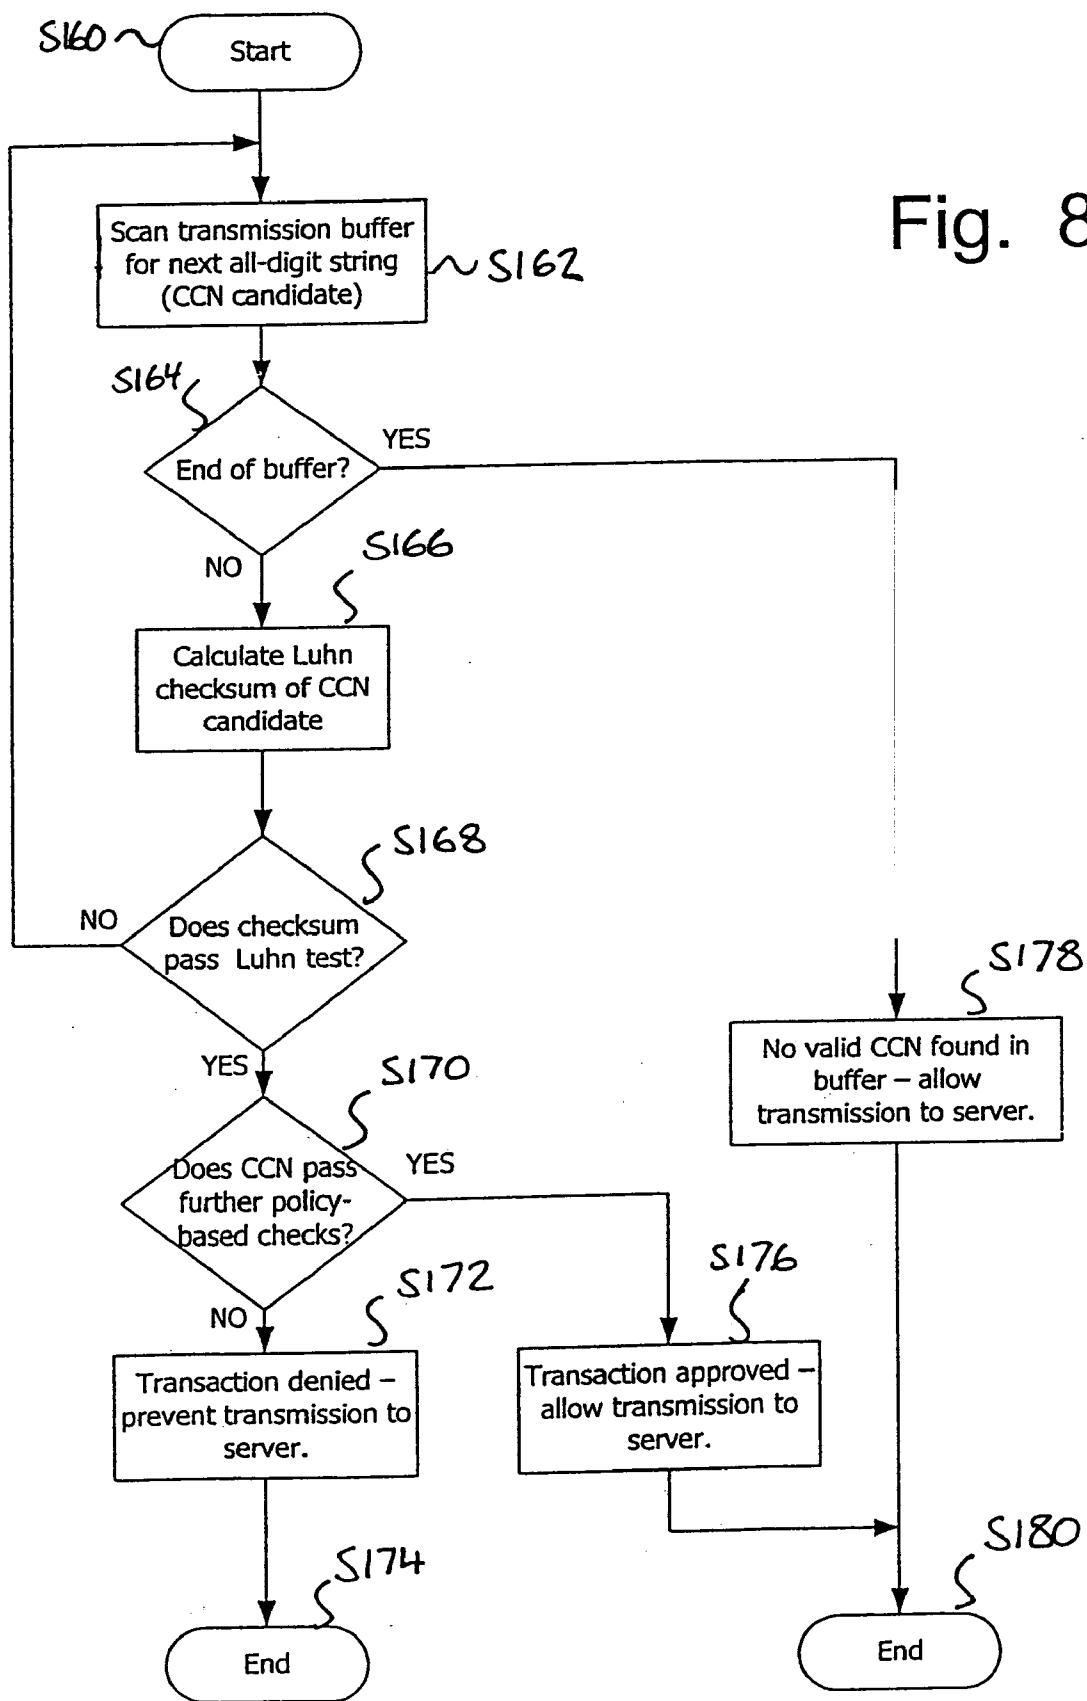 S160
Start
Fig. 8
Scan transmission buffer
for next all-digit string
(CCN candidate)
S162
S164
YES
End of buffer?
NO
S166
Calculate Luhn
checksum of CCN
candidate
S168
NO
Does checksum
pass Luhn test?
YES
S170
S178
No valid CCN found in
buffer – allow
transmission to server.
Does CCN pass
further policy-
based checks?
YES
NO
S172
S176
Transaction denied –
prevent transmission to
server.
Transaction approved –
allow transmission to
server.
S174
S180
End
End